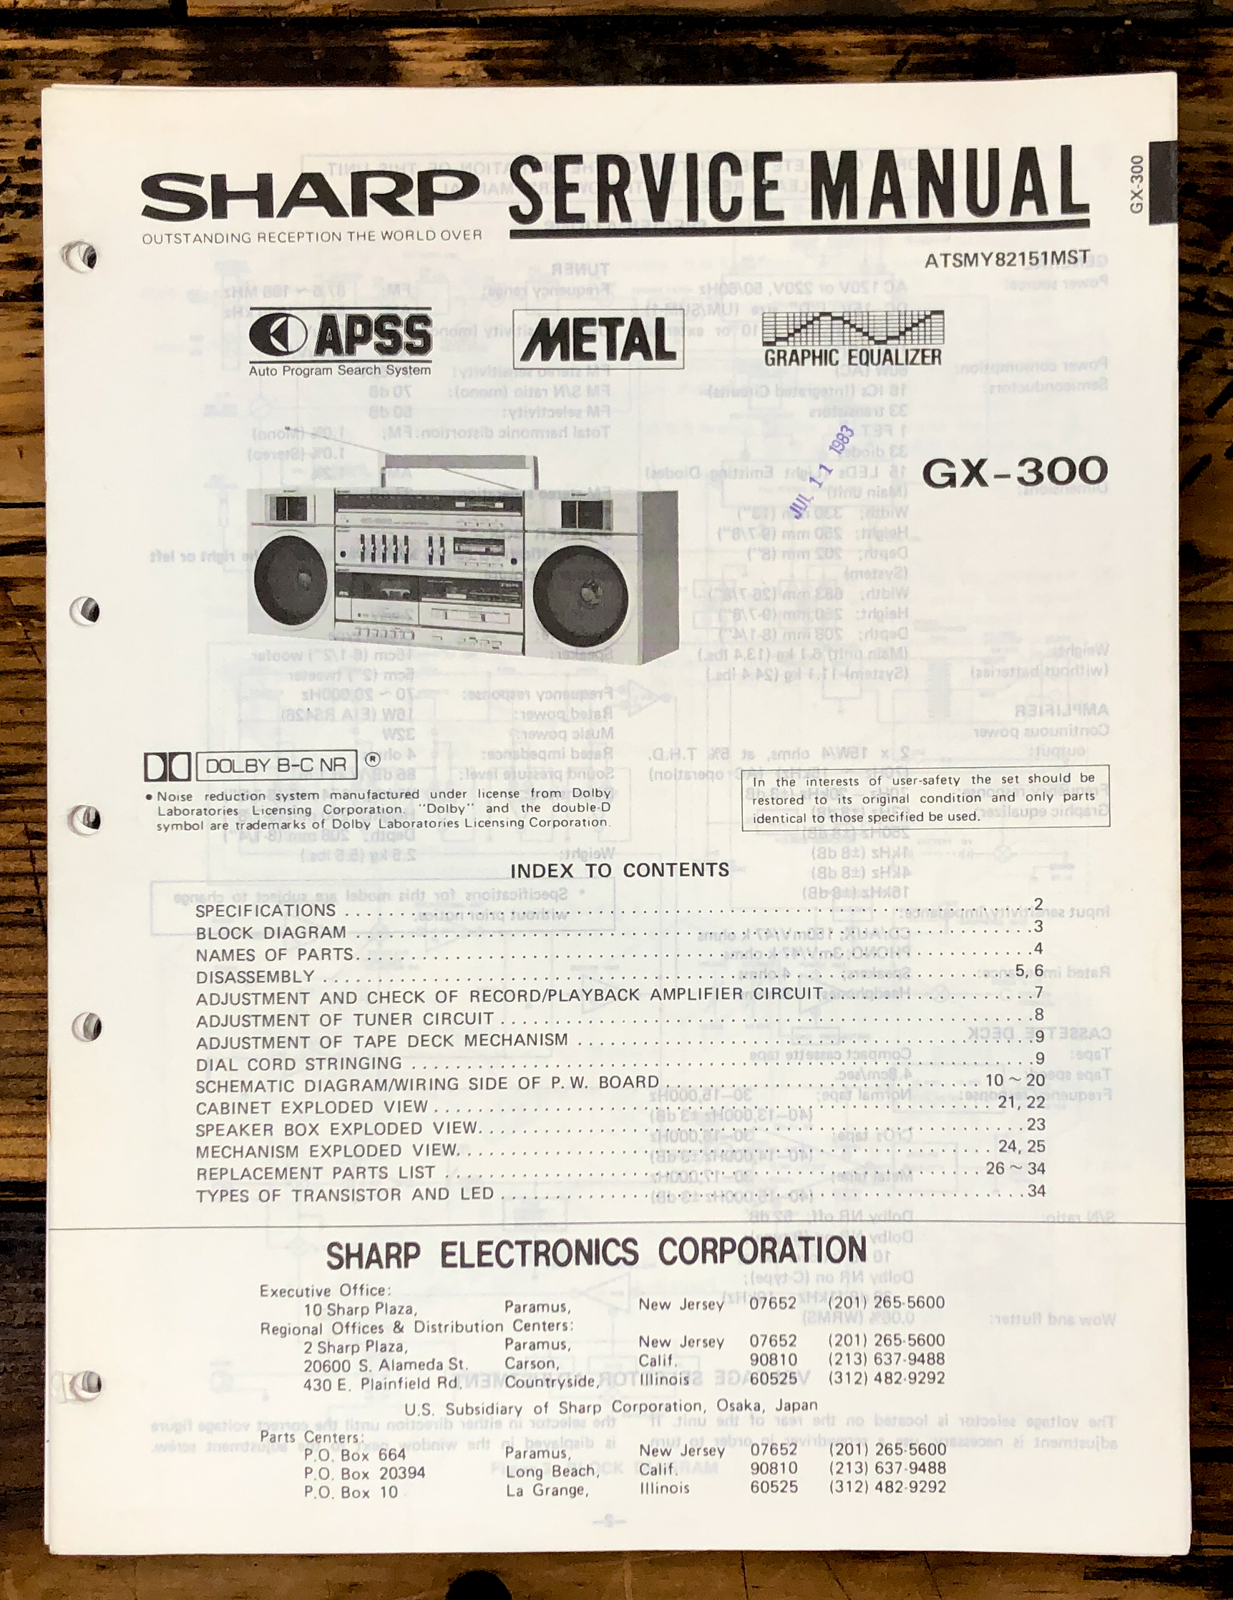 SHARP SERVICE MANUAL
OUTSTANDING RECEPTION THE WORLD OVER
GX-300
ATSMY82151MST
APSS
Auto Program Search System
METAL
GRAPHIC EQUALIZER
JUL 11 1983
GX-300
DOLBY B-C NR ®
• Noise reduction system manufactured under license from Dolby
Laboratories Licensing Corporation. "Dolby" and the double-D
symbol are trademarks of Dolby Laboratories Licensing Corporation.
In the interests of user-safety the set should be
restored to its original condition and only parts
identical to those specified be used.
INDEX TO CONTENTS
SPECIFICATIONS . . . . . . . . . . 2
BLOCK DIAGRAM . . . . . . . . . . 3
NAMES OF PARTS . . . . . . . . . . 4
DISASSEMBLY . . . . . . . . . . 5, 6
ADJUSTMENT AND CHECK OF RECORD/PLAYBACK AMPLIFIER CIRCUIT . . . . . . . . . . 7
ADJUSTMENT OF TUNER CIRCUIT . . . . . . . . . . 8
ADJUSTMENT OF TAPE DECK MECHANISM . . . . . . . . . . 9
DIAL CORD STRINGING . . . . . . . . . . 9
SCHEMATIC DIAGRAM/WIRING SIDE OF P. W. BOARD . . . . . . . . . . 10 ~ 20
CABINET EXPLODED VIEW . . . . . . . . . . 21, 22
SPEAKER BOX EXPLODED VIEW . . . . . . . . . . 23
MECHANISM EXPLODED VIEW . . . . . . . . . . 24, 25
REPLACEMENT PARTS LIST . . . . . . . . . . 26 ~ 34
TYPES OF TRANSISTOR AND LED . . . . . . . . . . 34
SHARP ELECTRONICS CORPORATION
Executive Office:
10 Sharp Plaza, Paramus, New Jersey 07652 (201) 265-5600
Regional Offices & Distribution Centers:
2 Sharp Plaza, Paramus, New Jersey 07652 (201) 265-5600
20600 S. Alameda St. Carson, Calif. 90810 (213) 637-9488
430 E. Plainfield Rd, Countryside, Illinois 60525 (312) 482-9292
U.S. Subsidiary of Sharp Corporation, Osaka, Japan
Parts Centers:
P.O. Box 664 Paramus, New Jersey 07652 (201) 265-5600
P.O. Box 20394 Long Beach, Calif. 90810 (213) 637-9488
P.O. Box 10 La Grange, Illinois 60525 (312) 482-9292